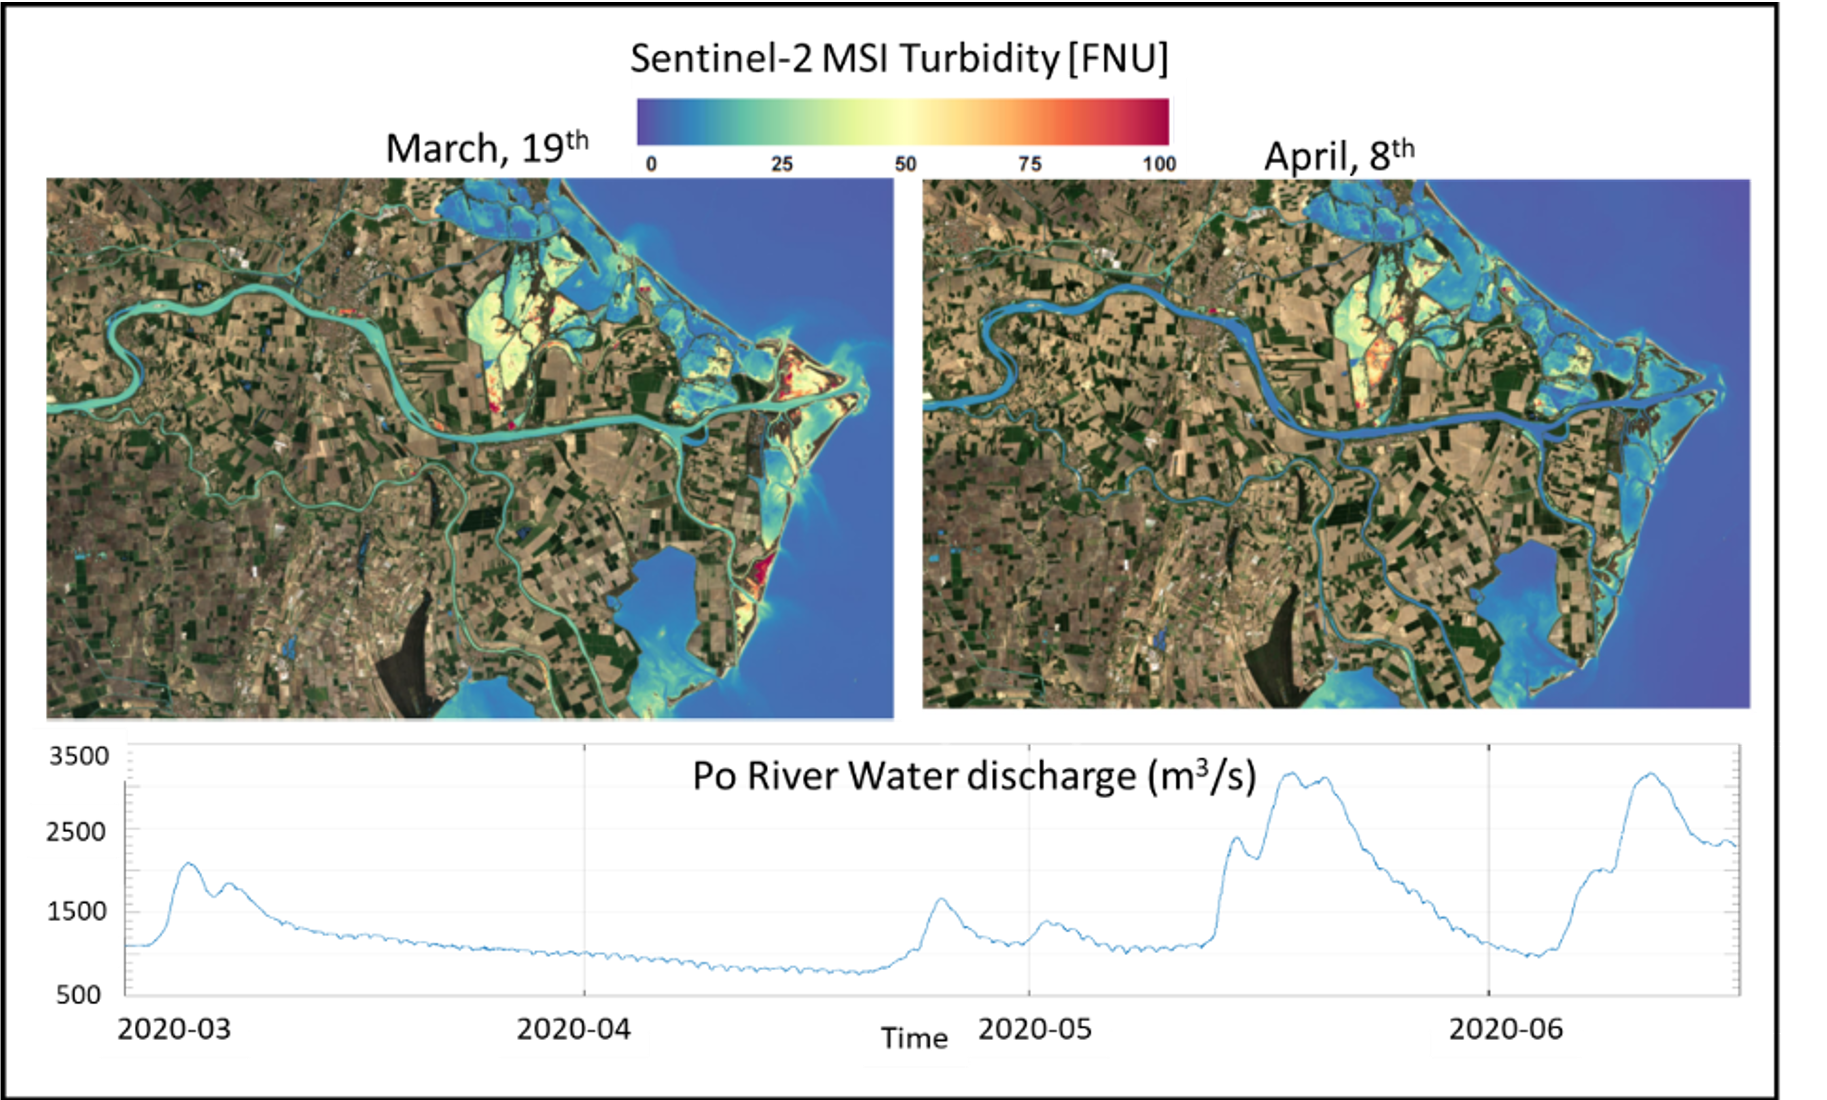 Sentinel-2 MSI Turbidity [FNU]
March, 19th
April, 8th
0 25 50 75 100
3500
Po River Water discharge (m³/s)
2500
1500
500
2020-03 2020-04 Time 2020-05 2020-06